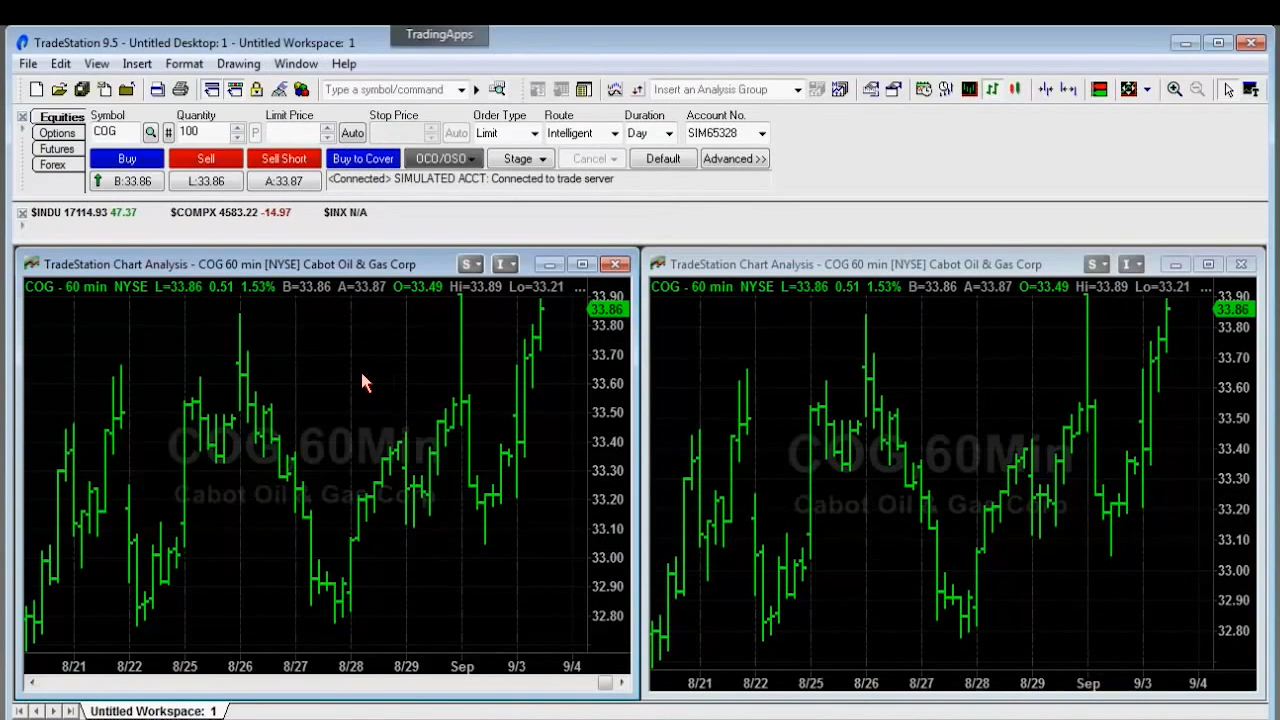 TradingApps
TradeStation 9.5 - Untitled Desktop: 1 - Untitled Workspace: 1
File Edit View Insert Format Drawing Window Help
Type a symbol/command Insert an Analysis Group
Equities Symbol Quantity Limit Price Stop Price Order Type Route Duration Account No.
Options COG # 100 P Auto Auto Limit Intelligent Day SIM65328
Futures Buy Sell Sell Short Buy to Cover OCO/OSO Stage Cancel Default Advanced >>
Forex B:33.86 L:33.86 A:33.87 <Connected> SIMULATED ACCT: Connected to trade server
$INDU 17114.93 47.37 $COMPX 4583.22 -14.97 $INX N/A
TradeStation Chart Analysis - COG 60 min [NYSE] Cabot Oil & Gas Corp S I
COG - 60 min NYSE L=33.86 0.51 1.53% B=33.86 A=33.87 O=33.49 Hi=33.89 Lo=33.21 ...
33.90
33.86
33.80
33.70
33.60
33.50
33.40
33.30
33.20
33.10
33.00
32.90
32.80
COG 60Min
Cabot Oil & Gas Corp
8/21 8/22 8/25 8/26 8/27 8/28 8/29 Sep 9/3 9/4
TradeStation Chart Analysis - COG 60 min [NYSE] Cabot Oil & Gas Corp S I
COG - 60 min NYSE L=33.86 0.51 1.53% B=33.86 A=33.87 O=33.49 Hi=33.89 Lo=33.21 ...
33.90
33.86
33.80
33.70
33.60
33.50
33.40
33.30
33.20
33.10
33.00
32.90
32.80
COG 60Min
Cabot Oil & Gas Corp
8/21 8/22 8/25 8/26 8/27 8/28 8/29 Sep 9/3 9/4
Untitled Workspace: 1